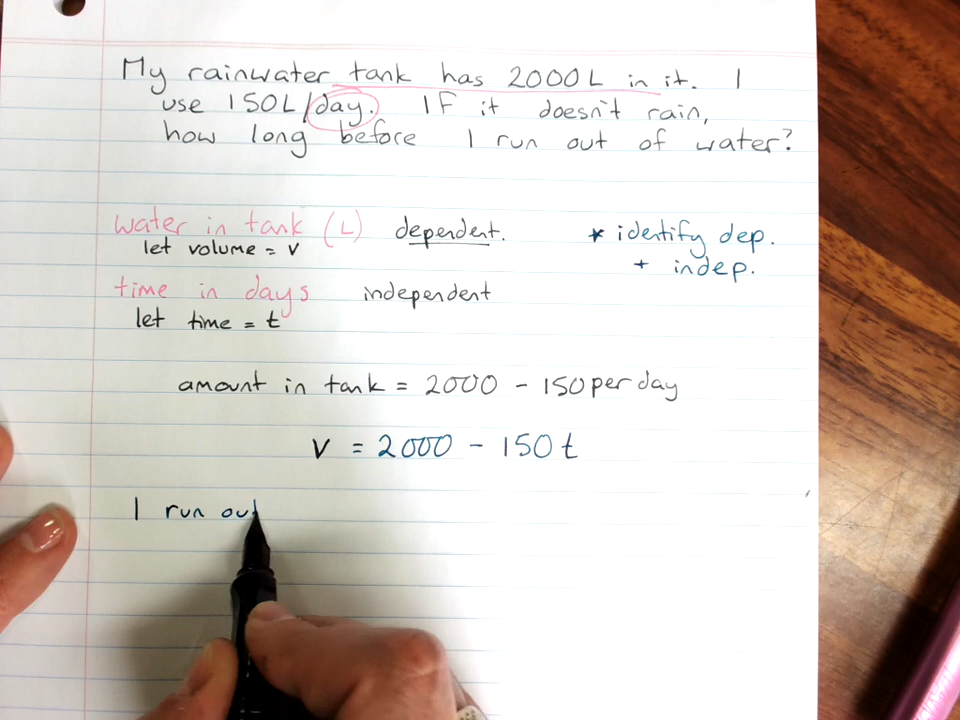 My rainwater tank has 2000L in it. I
use 150L/day. IF it doesn't rain,
how long before I run out of water?
water in tank (L) dependent. * identify dep.
let volume = v + indep.
time in days independent
let time = t
amount in tank = 2000 - 150 per day
V = 2000 - 150t
I run out